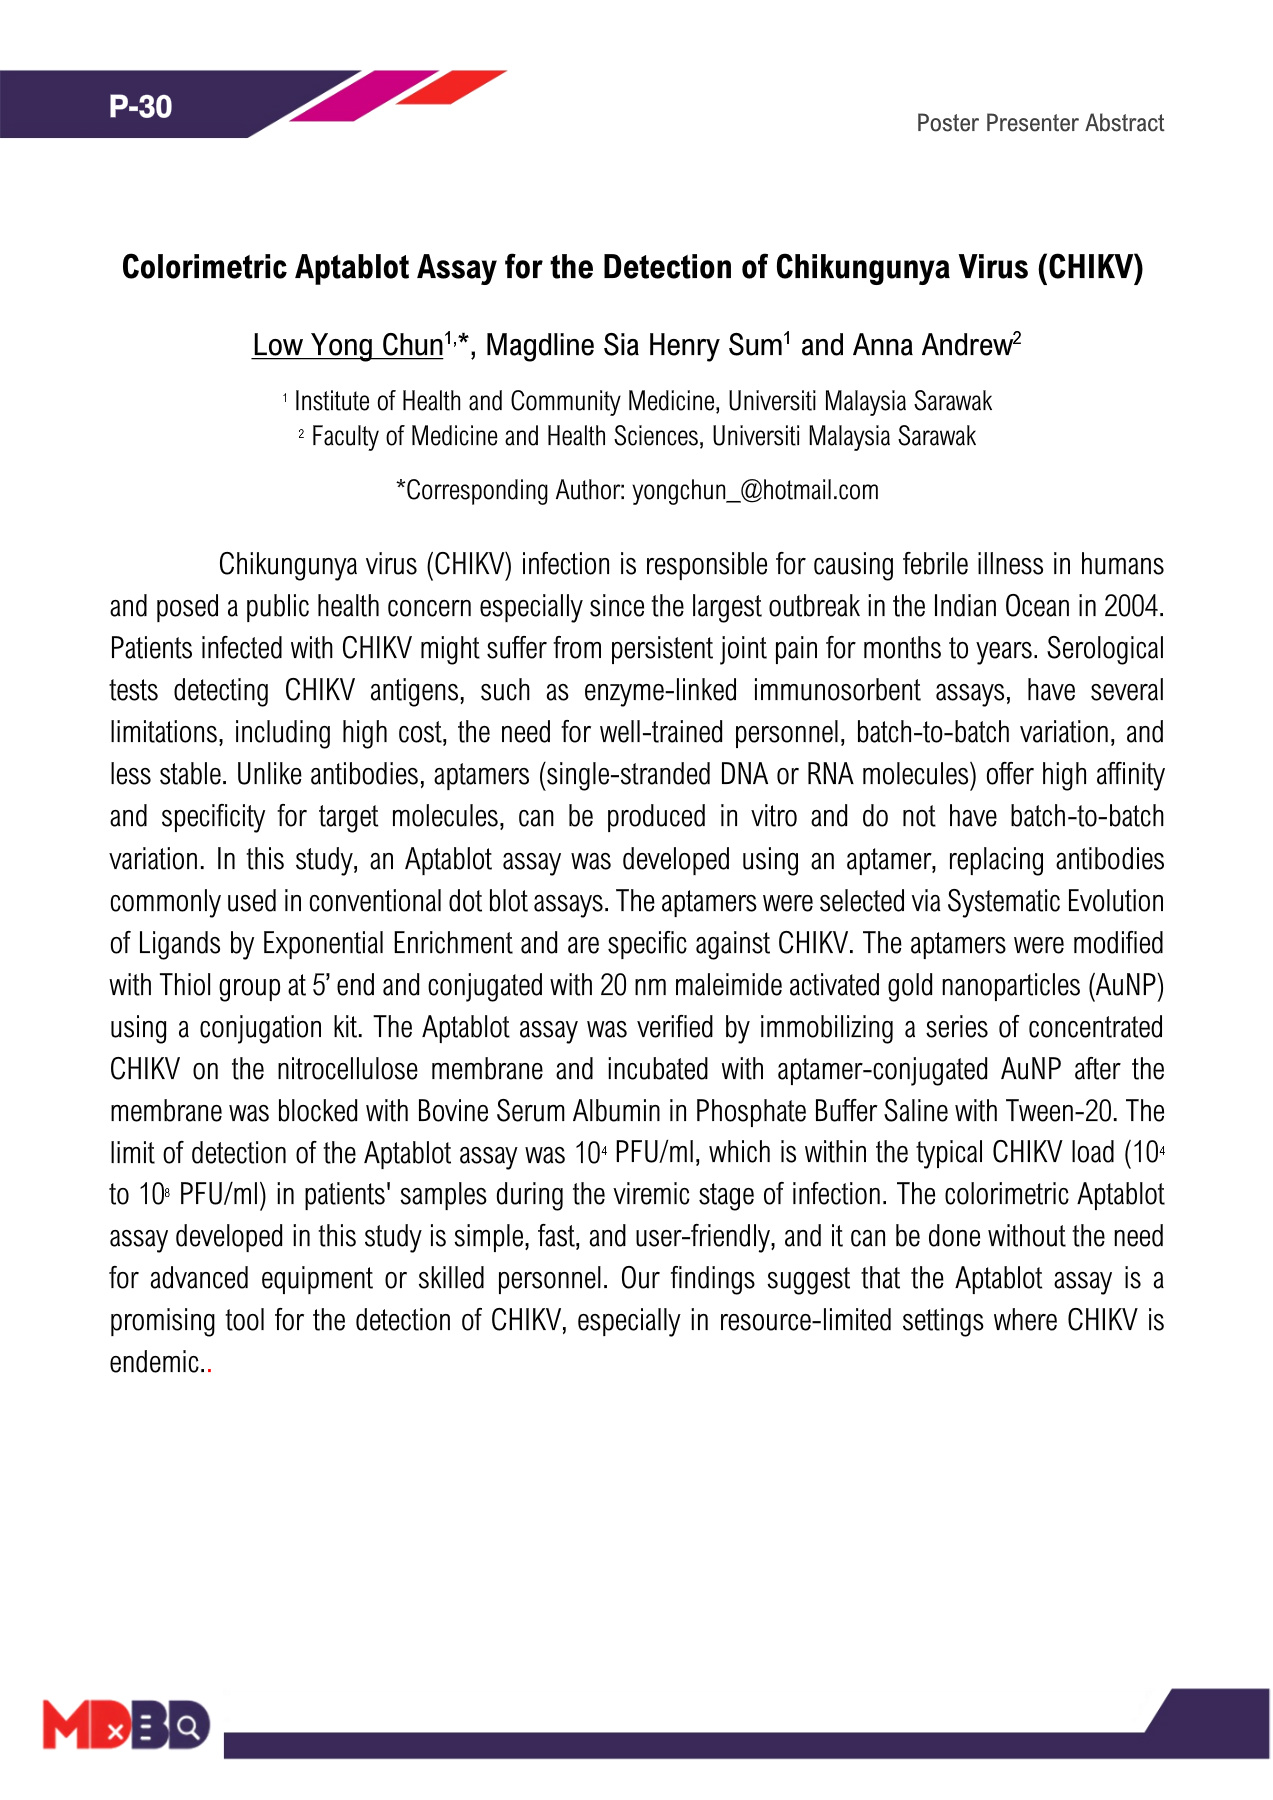 P-30
Poster Presenter Abstract
Colorimetric Aptablot Assay for the Detection of Chikungunya Virus (CHIKV)
Low Yong Chun¹,*, Magdline Sia Henry Sum¹ and Anna Andrew²
¹ Institute of Health and Community Medicine, Universiti Malaysia Sarawak
² Faculty of Medicine and Health Sciences, Universiti Malaysia Sarawak
*Corresponding Author: yongchun_@hotmail.com
Chikungunya virus (CHIKV) infection is responsible for causing febrile illness in humans
and posed a public health concern especially since the largest outbreak in the Indian Ocean in 2004.
Patients infected with CHIKV might suffer from persistent joint pain for months to years. Serological
tests detecting CHIKV antigens, such as enzyme-linked immunosorbent assays, have several
limitations, including high cost, the need for well-trained personnel, batch-to-batch variation, and
less stable. Unlike antibodies, aptamers (single-stranded DNA or RNA molecules) offer high affinity
and specificity for target molecules, can be produced in vitro and do not have batch-to-batch
variation. In this study, an Aptablot assay was developed using an aptamer, replacing antibodies
commonly used in conventional dot blot assays. The aptamers were selected via Systematic Evolution
of Ligands by Exponential Enrichment and are specific against CHIKV. The aptamers were modified
with Thiol group at 5’ end and conjugated with 20 nm maleimide activated gold nanoparticles (AuNP)
using a conjugation kit. The Aptablot assay was verified by immobilizing a series of concentrated
CHIKV on the nitrocellulose membrane and incubated with aptamer-conjugated AuNP after the
membrane was blocked with Bovine Serum Albumin in Phosphate Buffer Saline with Tween-20. The
limit of detection of the Aptablot assay was 10⁴ PFU/ml, which is within the typical CHIKV load (10⁴
to 10⁸ PFU/ml) in patients' samples during the viremic stage of infection. The colorimetric Aptablot
assay developed in this study is simple, fast, and user-friendly, and it can be done without the need
for advanced equipment or skilled personnel. Our findings suggest that the Aptablot assay is a
promising tool for the detection of CHIKV, especially in resource-limited settings where CHIKV is
endemic..
MDxBD